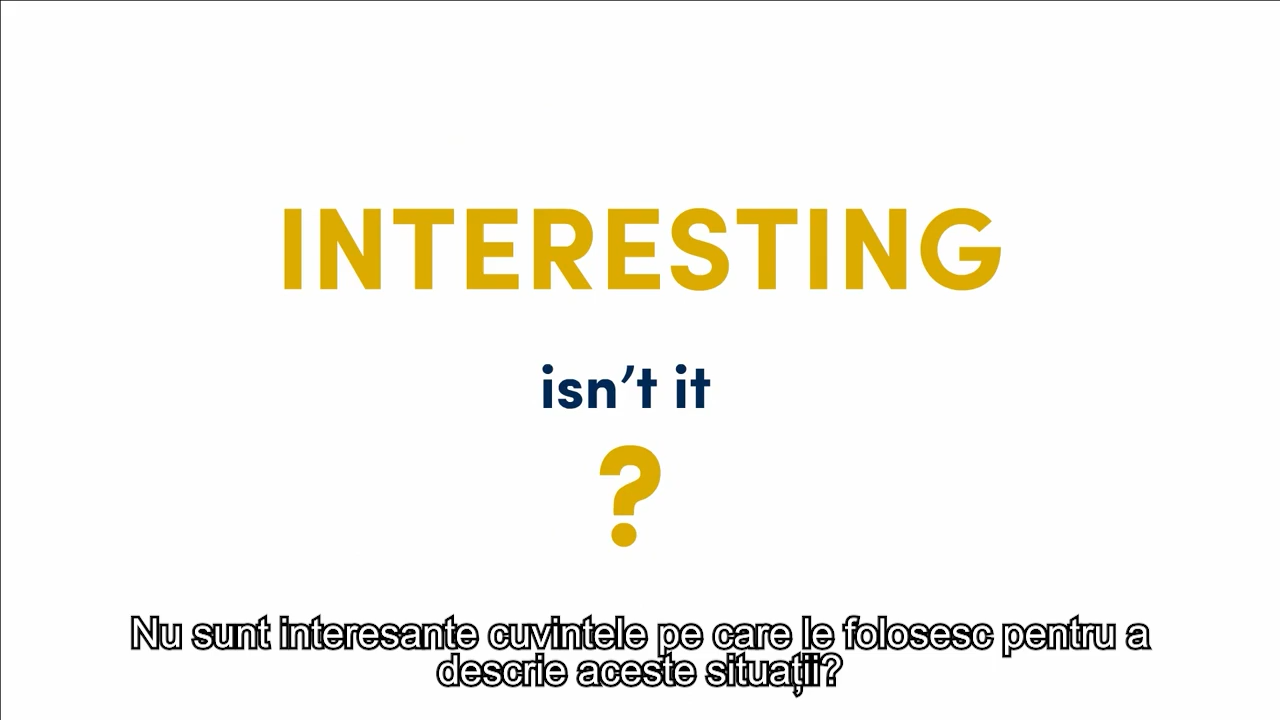 INTERESTING
isn't it
?
Nu sunt interesante cuvintele pe care le folosesc pentru a
descrie aceste situații?